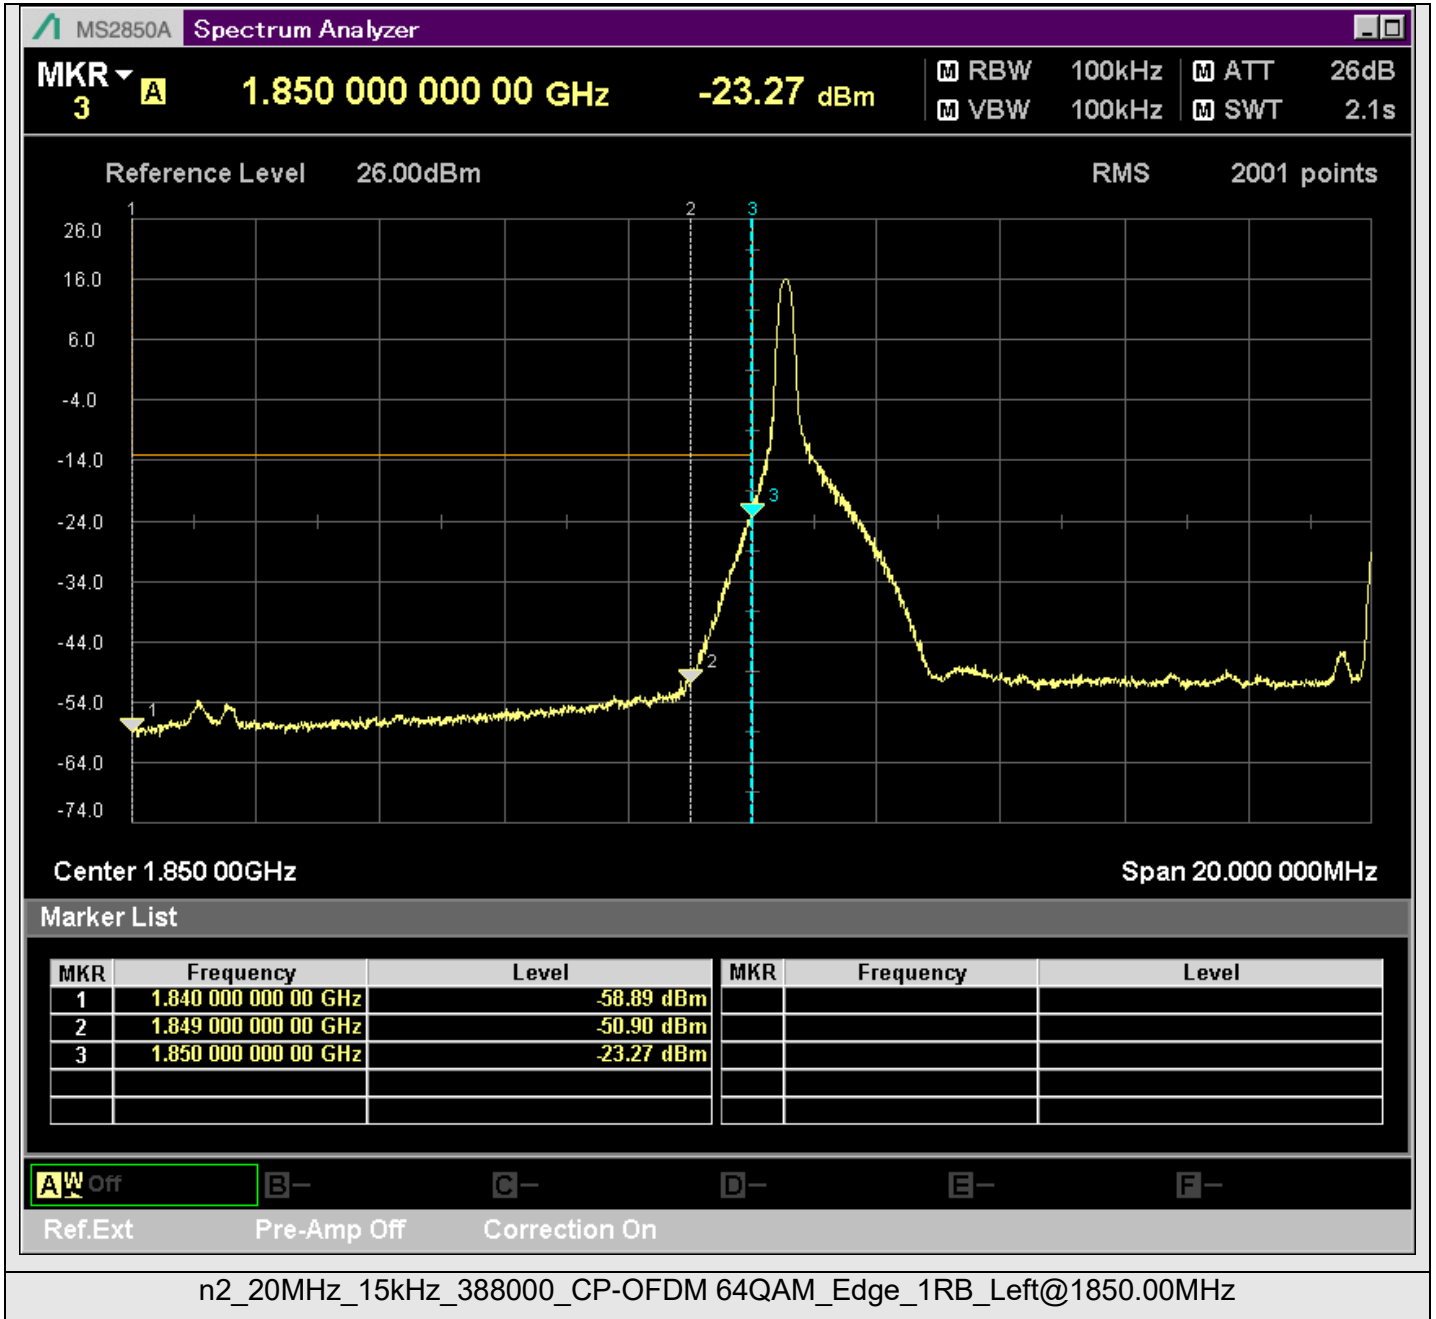 MS2850A Spectrum Analyzer
MKR 3 A 1.850 000 000 00 GHz -23.27 dBm
M RBW 100kHz M ATT 26dB
M VBW 100kHz M SWT 2.1s
Reference Level 26.00dBm RMS 2001 points
1 2 3
26.0
16.0
6.0
-4.0
-14.0
3
-24.0
-34.0
-44.0
2
-54.0
1
-64.0
-74.0
Center 1.850 00GHz Span 20.000 000MHz
Marker List
MKR Frequency Level MKR Frequency Level
1 1.840 000 000 00 GHz -58.89 dBm
2 1.849 000 000 00 GHz -50.90 dBm
3 1.850 000 000 00 GHz -23.27 dBm
A W Off B - C - D - E - F -
Ref.Ext Pre-Amp Off Correction On
n2_20MHz_15kHz_388000_CP-OFDM 64QAM_Edge_1RB_Left@1850.00MHz